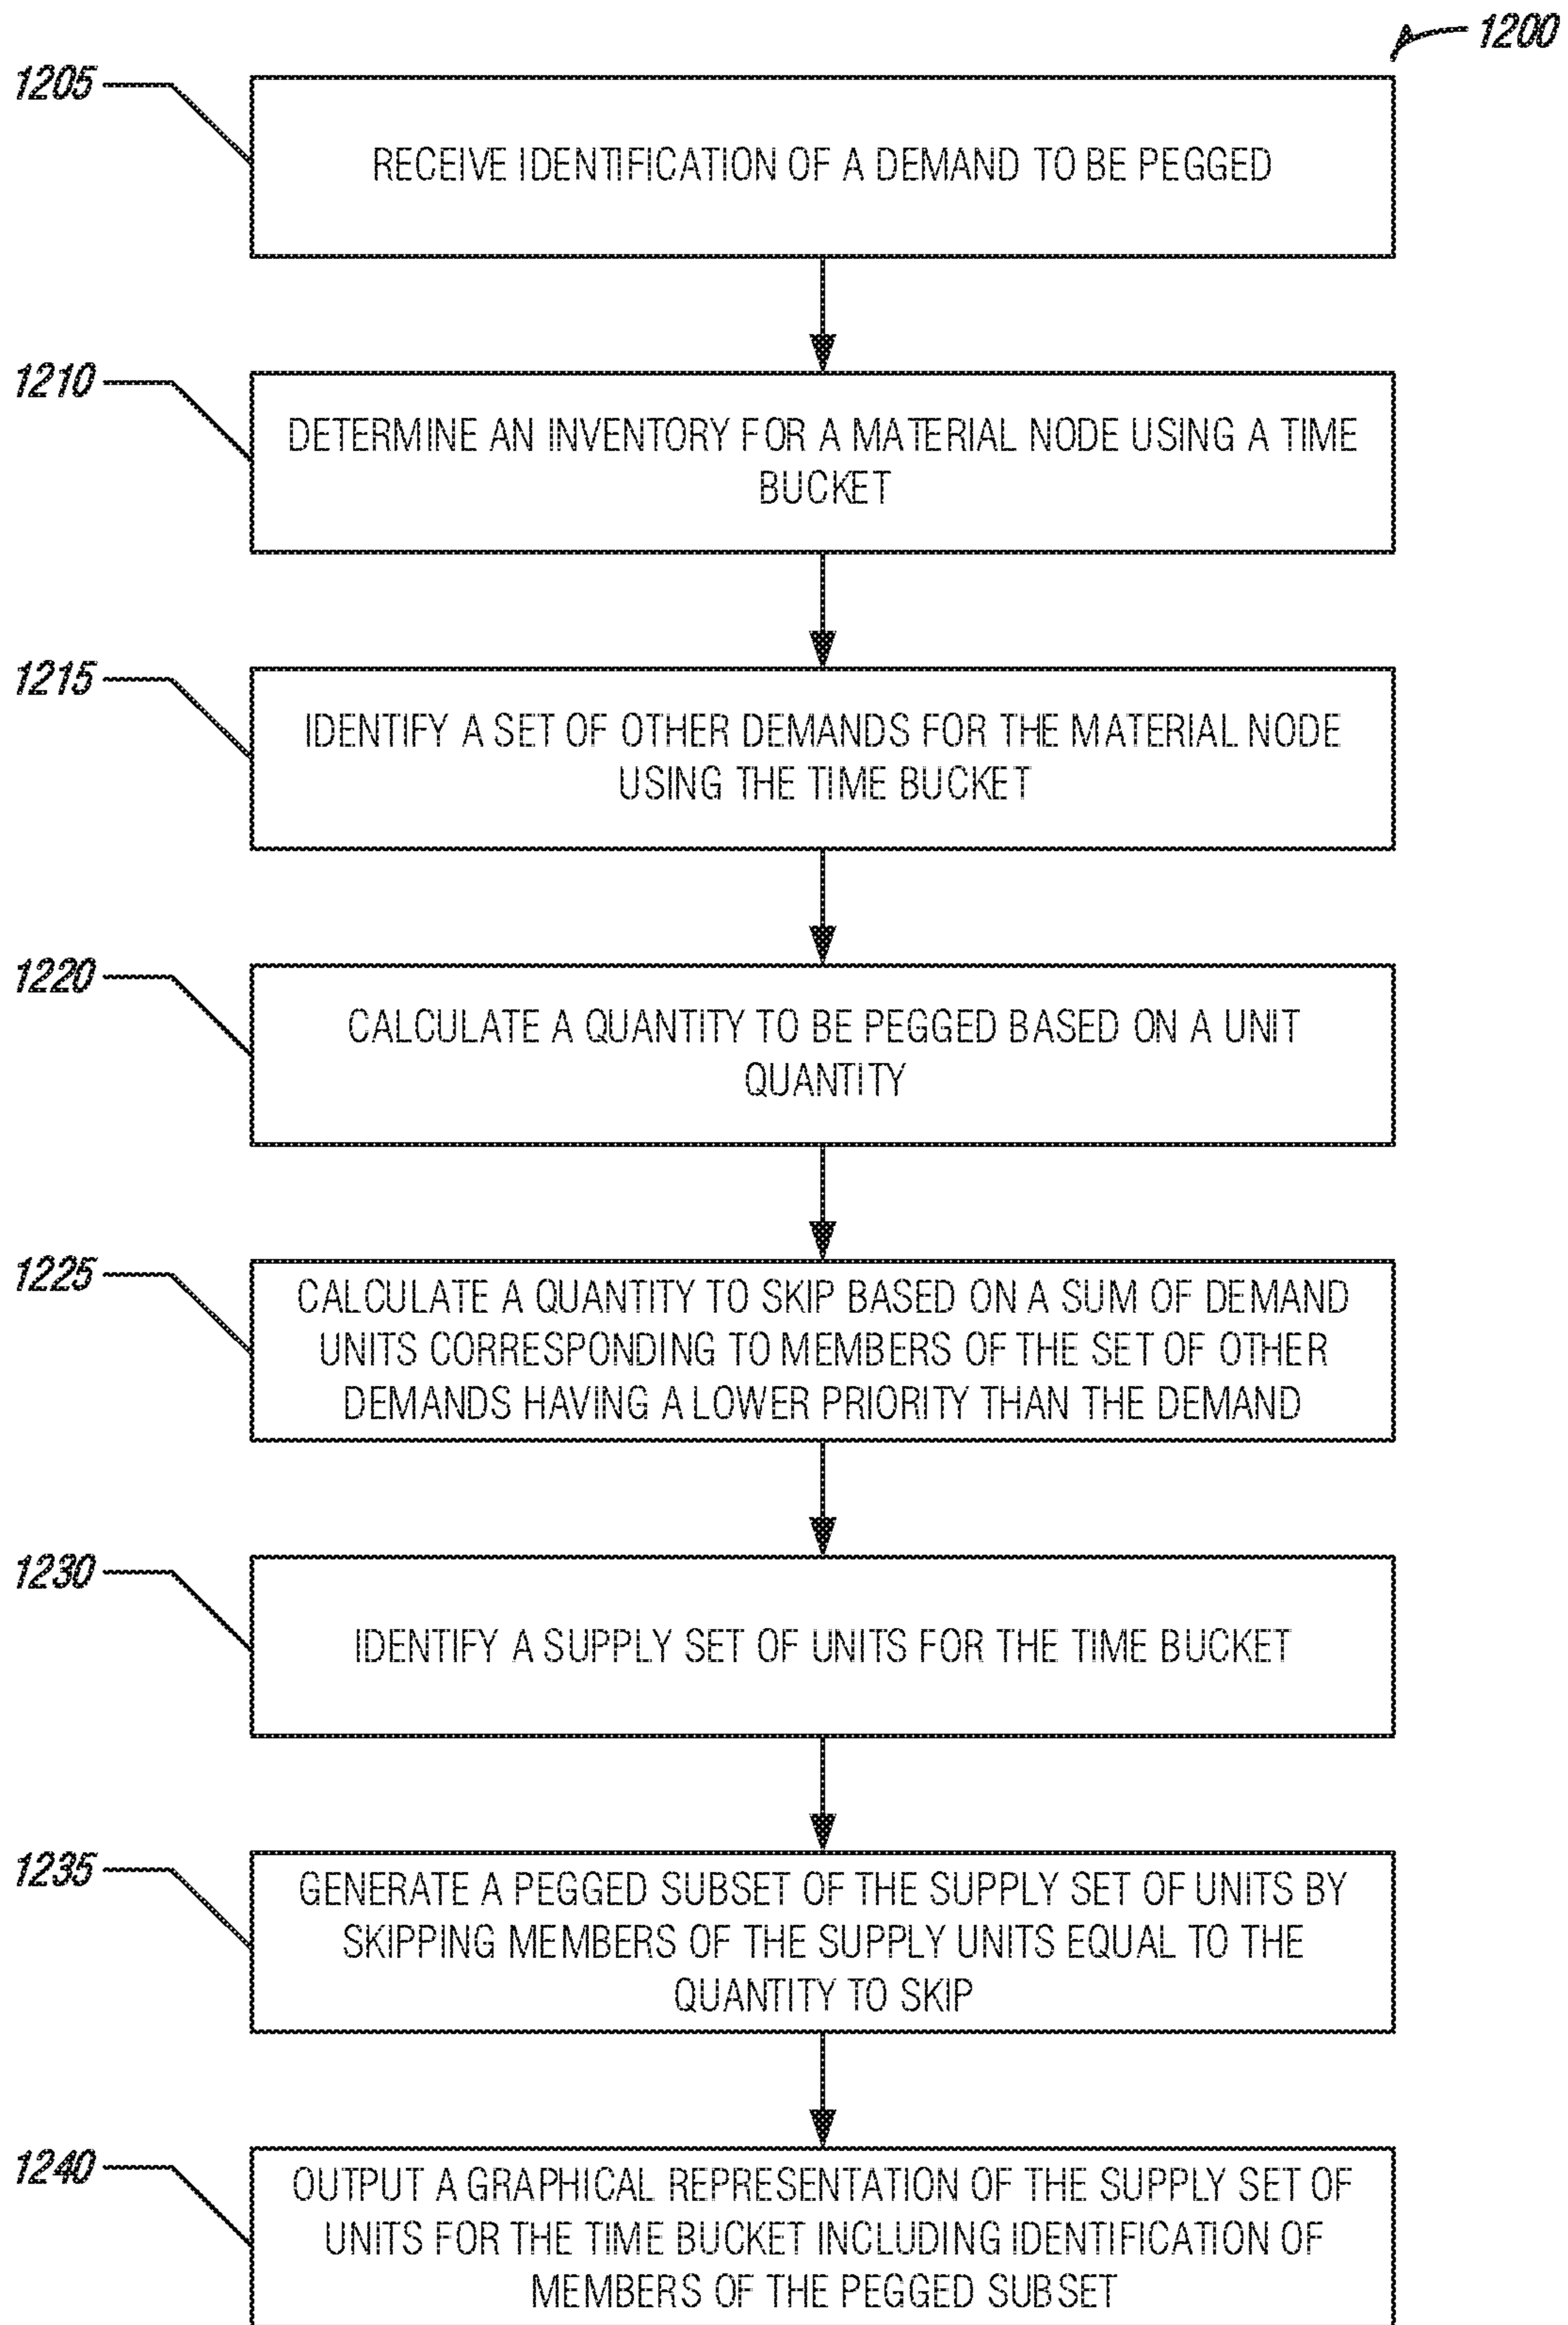 1200
1205
RECEIVE IDENTIFICATION OF A DEMAND TO BE PEGGED
1210
DETERMINE AN INVENTORY FOR A MATERIAL NODE USING A TIME
BUCKET
1215
IDENTIFY A SET OF OTHER DEMANDS FOR THE MATERIAL NODE
USING THE TIME BUCKET
1220
CALCULATE A QUANTITY TO BE PEGGED BASED ON A UNIT
QUANTITY
1225
CALCULATE A QUANTITY TO SKIP BASED ON A SUM OF DEMAND
UNITS CORRESPONDING TO MEMBERS OF THE SET OF OTHER
DEMANDS HAVING A LOWER PRIORITY THAN THE DEMAND
1230
IDENTIFY A SUPPLY SET OF UNITS FOR THE TIME BUCKET
1235
GENERATE A PEGGED SUBSET OF THE SUPPLY SET OF UNITS BY
SKIPPING MEMBERS OF THE SUPPLY UNITS EQUAL TO THE
QUANTITY TO SKIP
1240
OUTPUT A GRAPHICAL REPRESENTATION OF THE SUPPLY SET OF
UNITS FOR THE TIME BUCKET INCLUDING IDENTIFICATION OF
MEMBERS OF THE PEGGED SUBSET